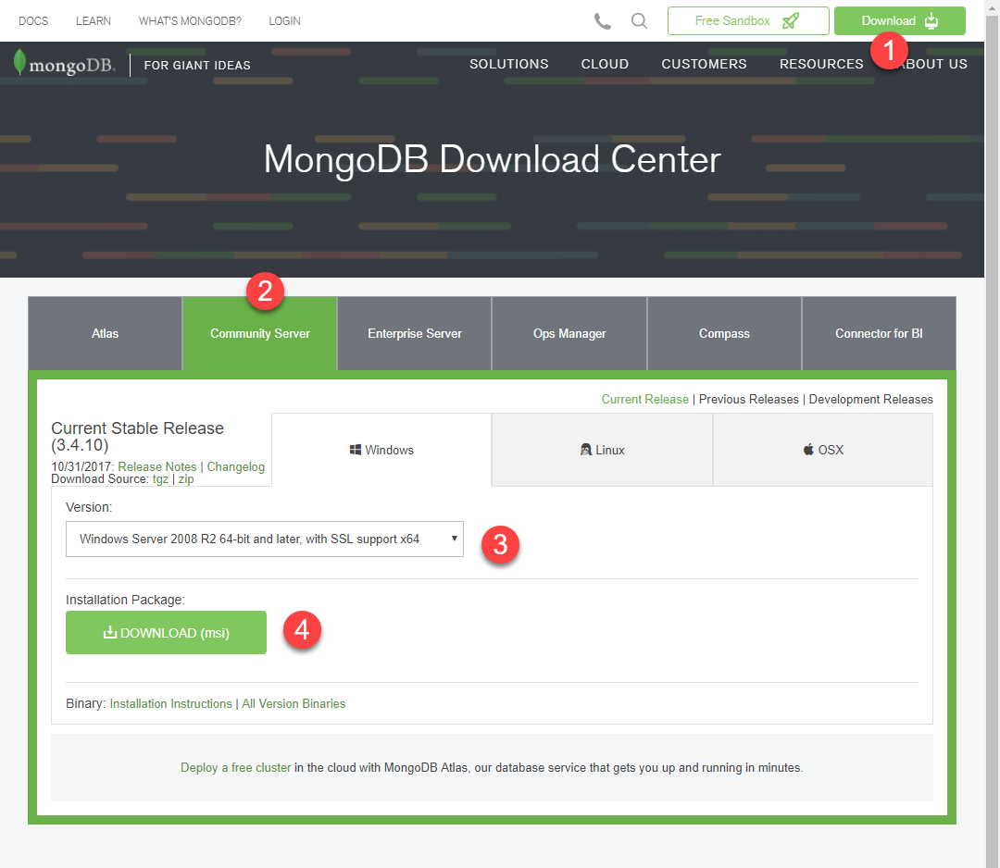 DOCS LEARN WHAT'S MONGODB? LOGIN Free Sandbox Download
1
mongoDB. FOR GIANT IDEAS SOLUTIONS CLOUD CUSTOMERS RESOURCES ABOUT US
MongoDB Download Center
2
Atlas Community Server Enterprise Server Ops Manager Compass Connector for BI
Current Release | Previous Releases | Development Releases
Current Stable Release
(3.4.10)
10/31/2017: Release Notes | Changelog
Download Source: tgz | zip
Windows Linux OSX
Version:
Windows Server 2008 R2 64-bit and later, with SSL support x64
3
Installation Package:
DOWNLOAD (msi)
4
Binary: Installation Instructions | All Version Binaries
Deploy a free cluster in the cloud with MongoDB Atlas, our database service that gets you up and running in minutes.